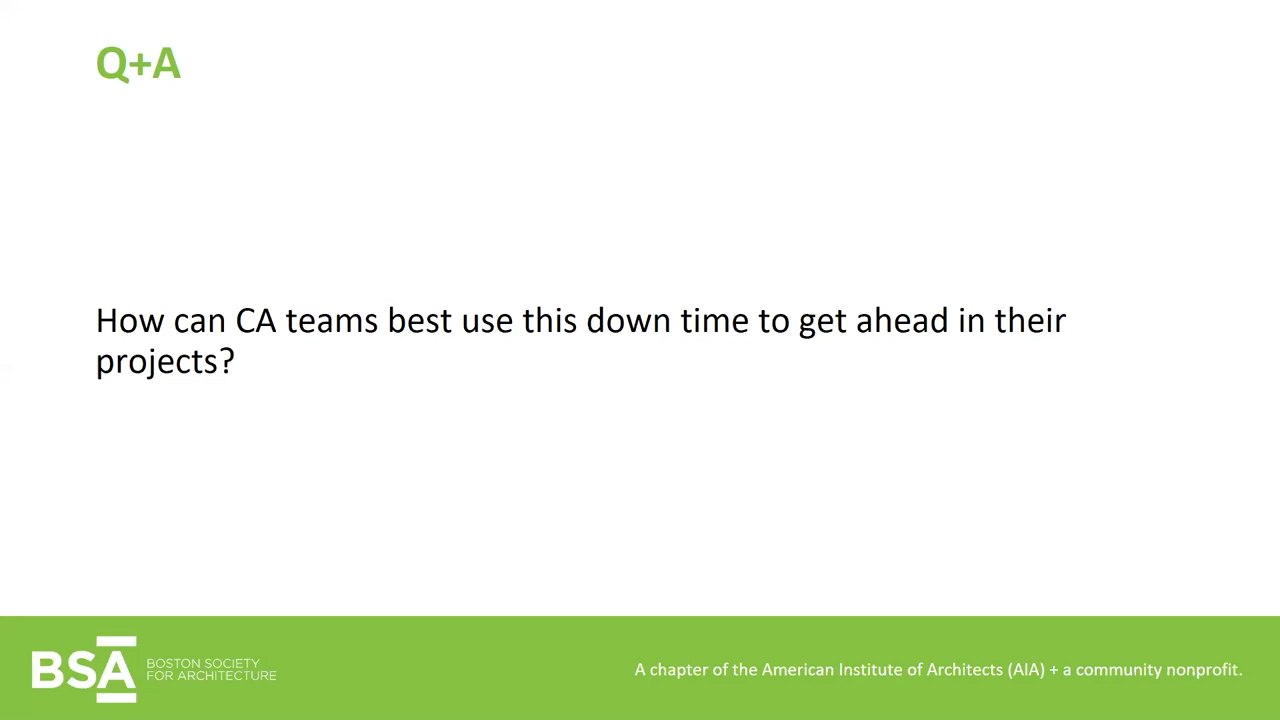 Q+A
How can CA teams best use this down time to get ahead in their
projects?
BSA
BOSTON SOCIETY
FOR ARCHITECTURE
A chapter of the American Institute of Architects (AIA) + a community nonprofit.